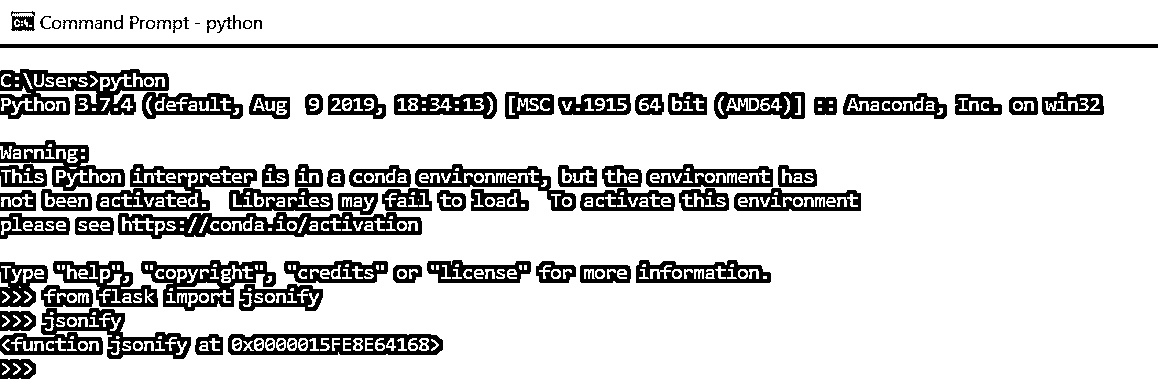 Command Prompt - python
C:\Users>python
Python 3.7.4 (default, Aug  9 2019, 18:34:13) [MSC v.1915 64 bit (AMD64)] :: Anaconda, Inc. on win32
Warning:
This Python interpreter is in a conda environment, but the environment has
not been activated.  Libraries may fail to load.  To activate this environment
please see https://conda.io/activation
Type "help", "copyright", "credits" or "license" for more information.
>>> from flask import jsonify
>>> jsonify
<function jsonify at 0x0000015FE8E64168>
>>>